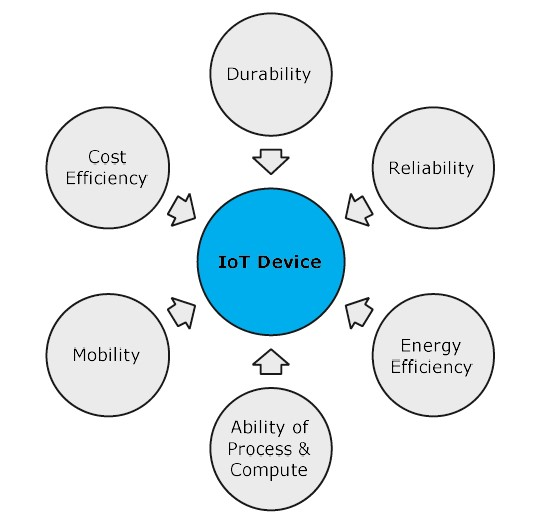 Durability
Cost
Efficiency
Reliability
IoT Device
Mobility
Energy
Efficiency
Ability of
Process &
Compute